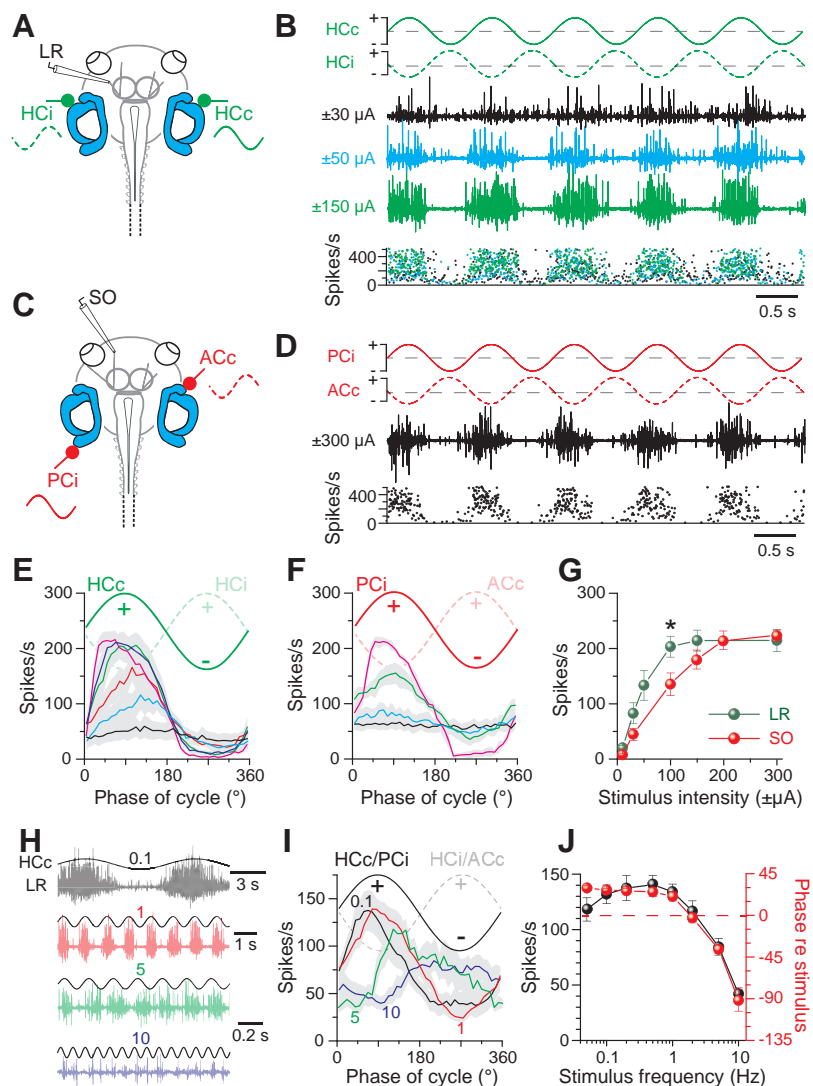 A
LR
HCi
HCc
B
HCc
+
-
HCi
+
-
±30 µA
±50 µA
±150 µA
Spikes/s
400
0
0.5 s
C
SO
ACc
PCi
D
PCi
+
-
ACc
+
-
±300 µA
Spikes/s
400
0
0.5 s
E
HCc
HCi
+
+
-
Spikes/s
300
200
100
0
0
180
360
Phase of cycle (°)
F
PCi
ACc
+
+
-
Spikes/s
300
200
100
0
0
180
360
Phase of cycle (°)
G
*
Spikes/s
300
200
100
0
LR
SO
0
100
200
300
Stimulus intensity (±µA)
H
HCc
LR
0.1
3 s
1
1 s
5
0.2 s
10
I
HCc/PCi
HCi/ACc
+
+
-
0.1
5
10
1
Spikes/s
150
100
50
0
0
180
360
Phase of cycle (°)
J
Spikes/s
150
125
100
75
50
25
0
45
0
-45
-90
-135
Phase re stimulus
0.1
1
10
Stimulus frequency (Hz)